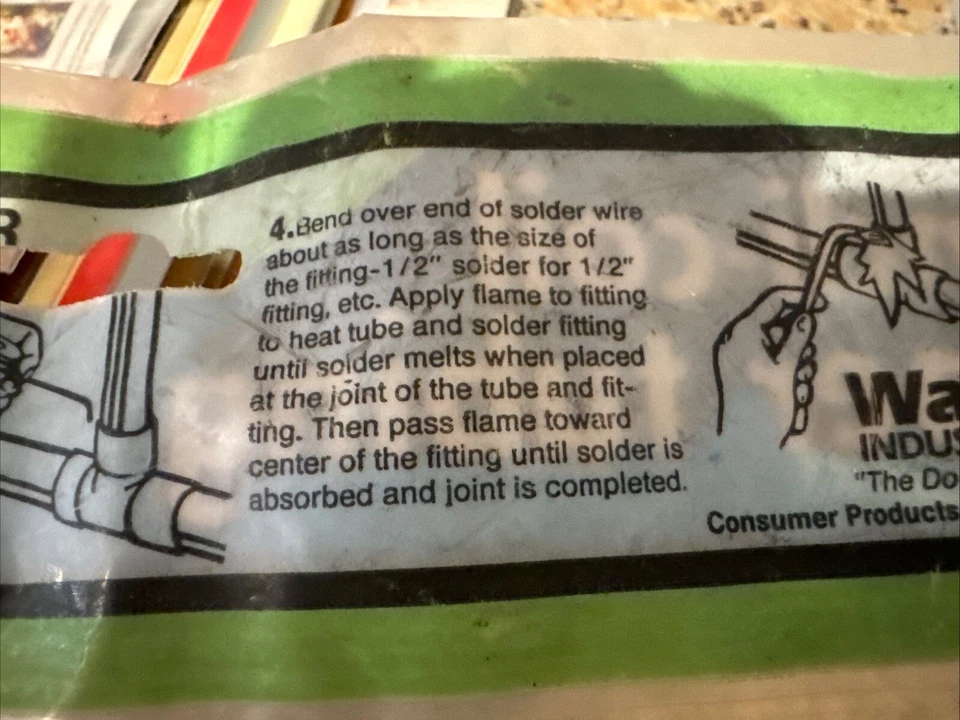 R
4. Bend over end of solder wire
about as long as the size of
the fitting-1/2" solder for 1/2"
fitting, etc. Apply flame to fitting
to heat tube and solder fitting
until solder melts when placed
at the joint of the tube and fit-
ting. Then pass flame toward
center of the fitting until solder is
absorbed and joint is completed.
Wa
INDUS
"The Do
Consumer Products